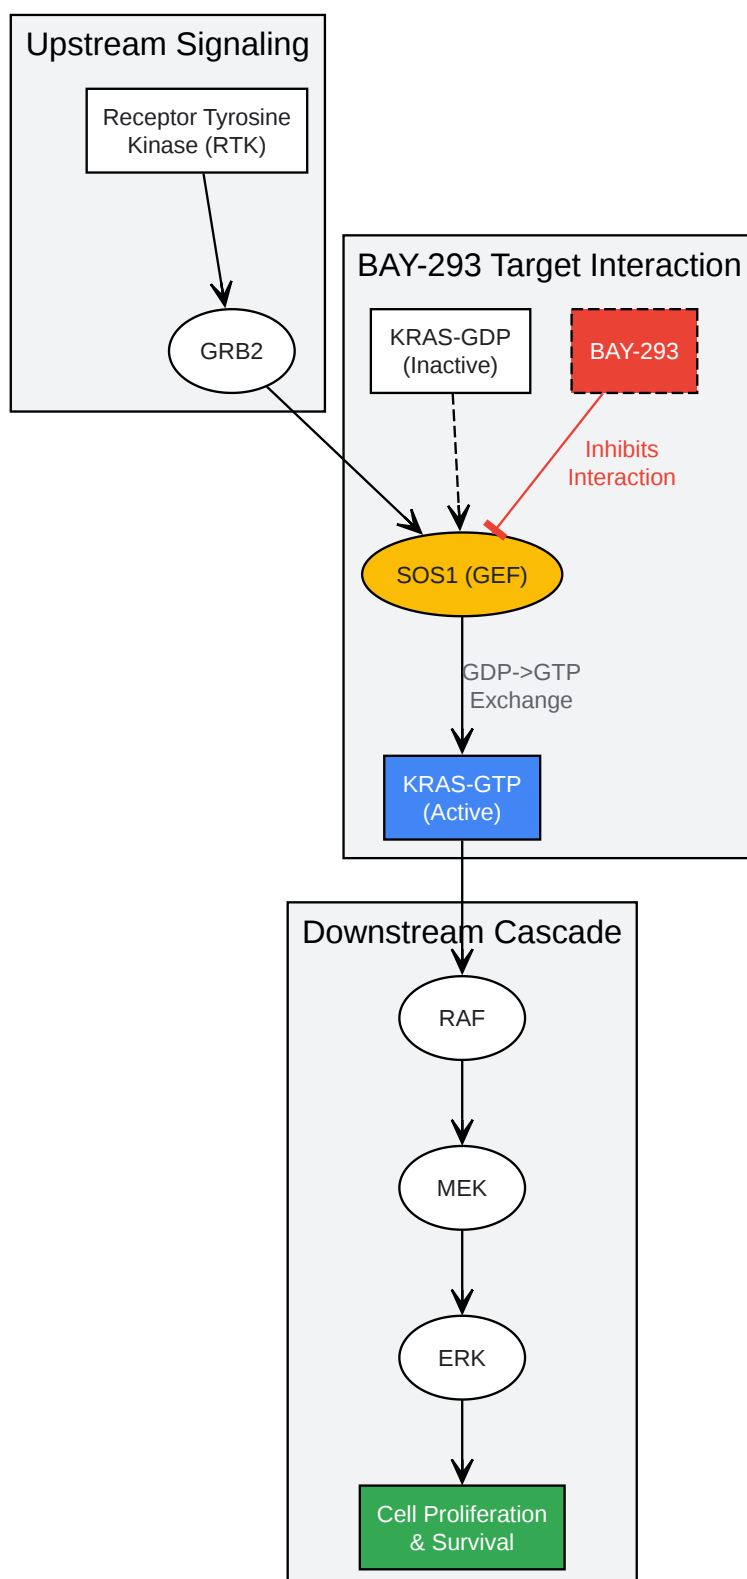 Upstream Signaling
Receptor Tyrosine
Kinase (RTK)
GRB2
BAY-293 Target Interaction
KRAS-GDP
(Inactive)
BAY-293
Inhibits
Interaction
SOS1 (GEF)
GDP->GTP
Exchange
KRAS-GTP
(Active)
Downstream Cascade
RAF
MEK
ERK
Cell Proliferation
& Survival